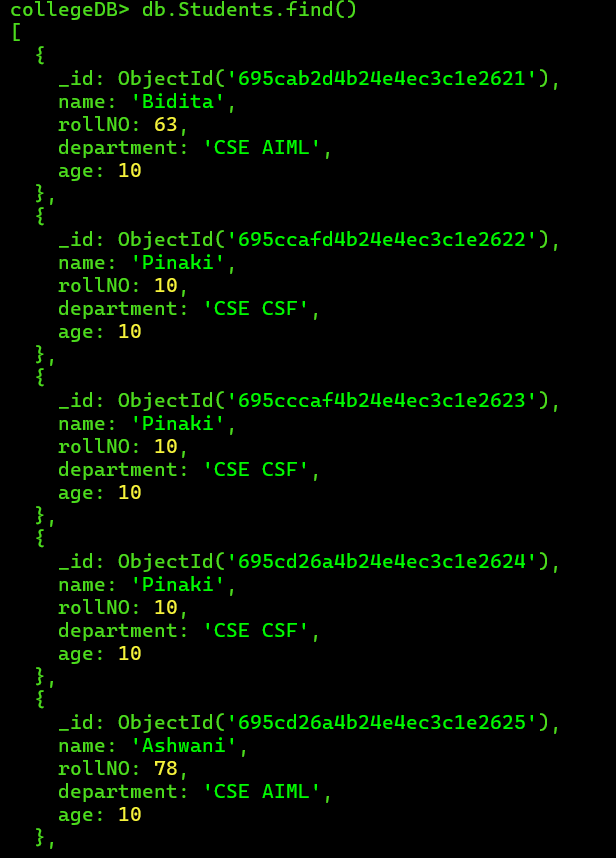 collegeDB> db.Students.find()
[
  {
    _id: ObjectId('695cab2d4b24e4ec3c1e2621'),
    name: 'Bidita',
    rollNO: 63,
    department: 'CSE AIML',
    age: 10
  },
  {
    _id: ObjectId('695ccafd4b24e4ec3c1e2622'),
    name: 'Pinaki',
    rollNO: 10,
    department: 'CSE CSF',
    age: 10
  },
  {
    _id: ObjectId('695cccaf4b24e4ec3c1e2623'),
    name: 'Pinaki',
    rollNO: 10,
    department: 'CSE CSF',
    age: 10
  },
  {
    _id: ObjectId('695cd26a4b24e4ec3c1e2624'),
    name: 'Pinaki',
    rollNO: 10,
    department: 'CSE CSF',
    age: 10
  },
  {
    _id: ObjectId('695cd26a4b24e4ec3c1e2625'),
    name: 'Ashwani',
    rollNO: 78,
    department: 'CSE AIML',
    age: 10
  },